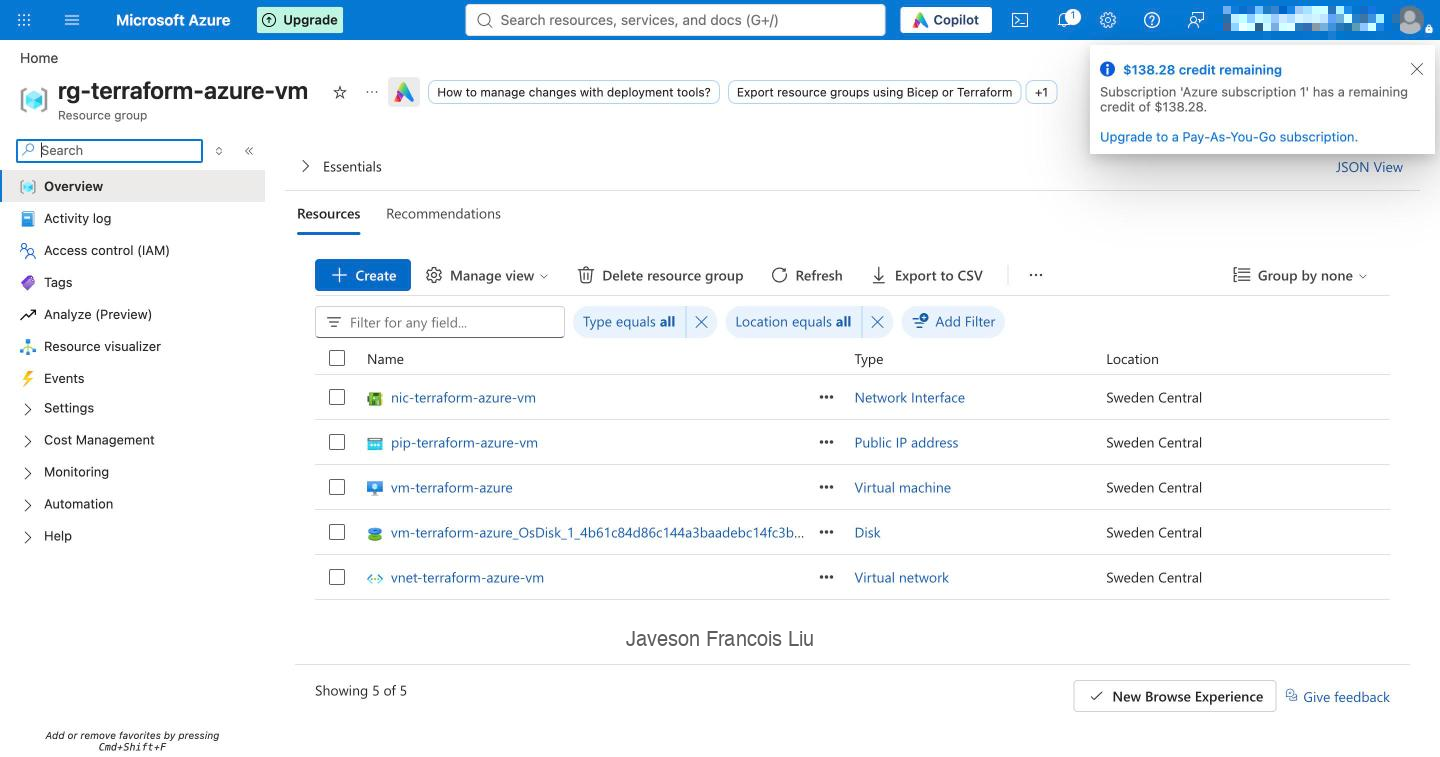 Microsoft Azure
Upgrade
Search resources, services, and docs (G+/)
Copilot
1
Home
rg-terraform-azure-vm
Resource group
How to manage changes with deployment tools?
Export resource groups using Bicep or Terraform
+1
$138.28 credit remaining
Subscription 'Azure subscription 1' has a remaining
credit of $138.28.
Upgrade to a Pay-As-You-Go subscription.
Search
Overview
Activity log
Access control (IAM)
Tags
Analyze (Preview)
Resource visualizer
Events
Settings
Cost Management
Monitoring
Automation
Help
Add or remove favorites by pressing
Cmd+Shift+F
Essentials
JSON View
Resources Recommendations
Create Manage view Delete resource group Refresh Export to CSV ... Group by none
Filter for any field... Type equals all Location equals all Add Filter
Name Type Location
nic-terraform-azure-vm ... Network Interface Sweden Central
pip-terraform-azure-vm ... Public IP address Sweden Central
vm-terraform-azure ... Virtual machine Sweden Central
vm-terraform-azure_OsDisk_1_4b61c84d86c144a3baadebc14fc3b... ... Disk Sweden Central
vnet-terraform-azure-vm ... Virtual network Sweden Central
Javeson Francois Liu
Showing 5 of 5
New Browse Experience
Give feedback